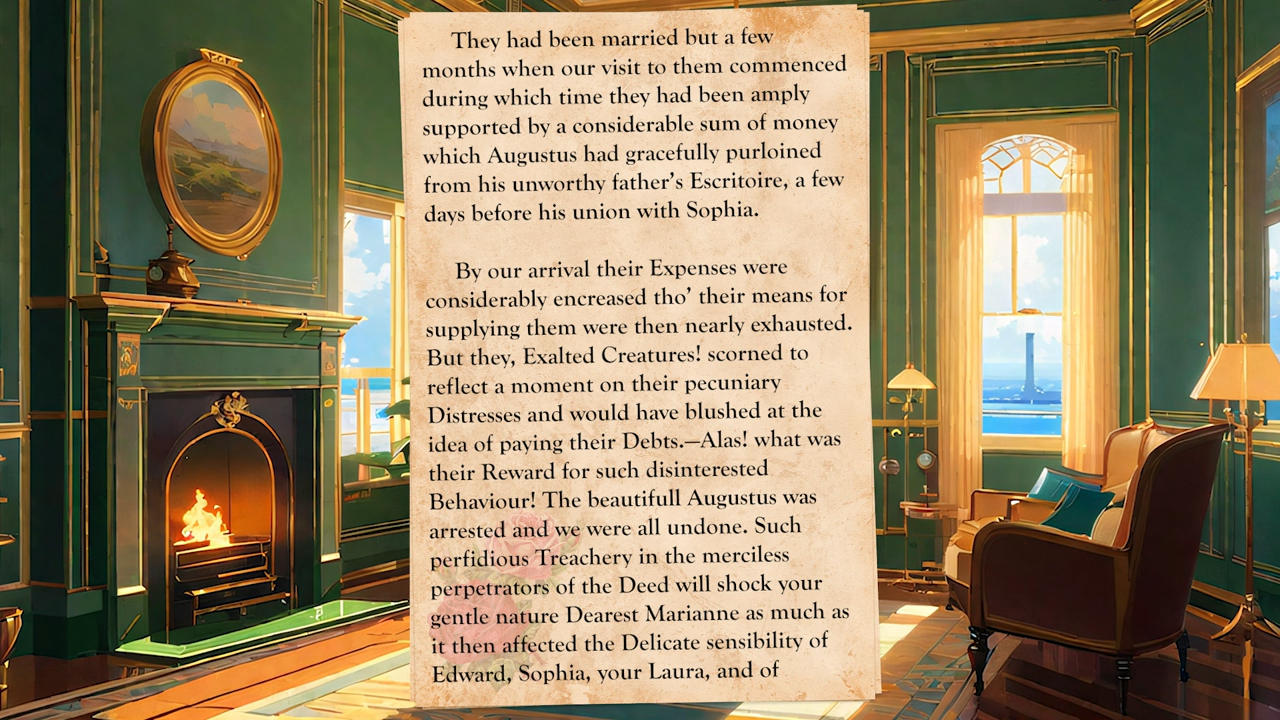 They had been married but a few
months when our visit to them commenced
during which time they had been amply
supported by a considerable sum of money
which Augustus had gracefully purloined
from his unworthy father's Escritoire, a few
days before his union with Sophia.
By our arrival their Expenses were
considerably encreased tho' their means for
supplying them were then nearly exhausted.
But they, Exalted Creatures! scorned to
reflect a moment on their pecuniary
Distresses and would have blushed at the
idea of paying their Debts.—Alas! what was
their Reward for such disinterested
Behaviour! The beautifull Augustus was
arrested and we were all undone. Such
perfidious Treachery in the merciless
perpetrators of the Deed will shock your
gentle nature Dearest Marianne as much as
it then affected the Delicate sensibility of
Edward, Sophia, your Laura, and of